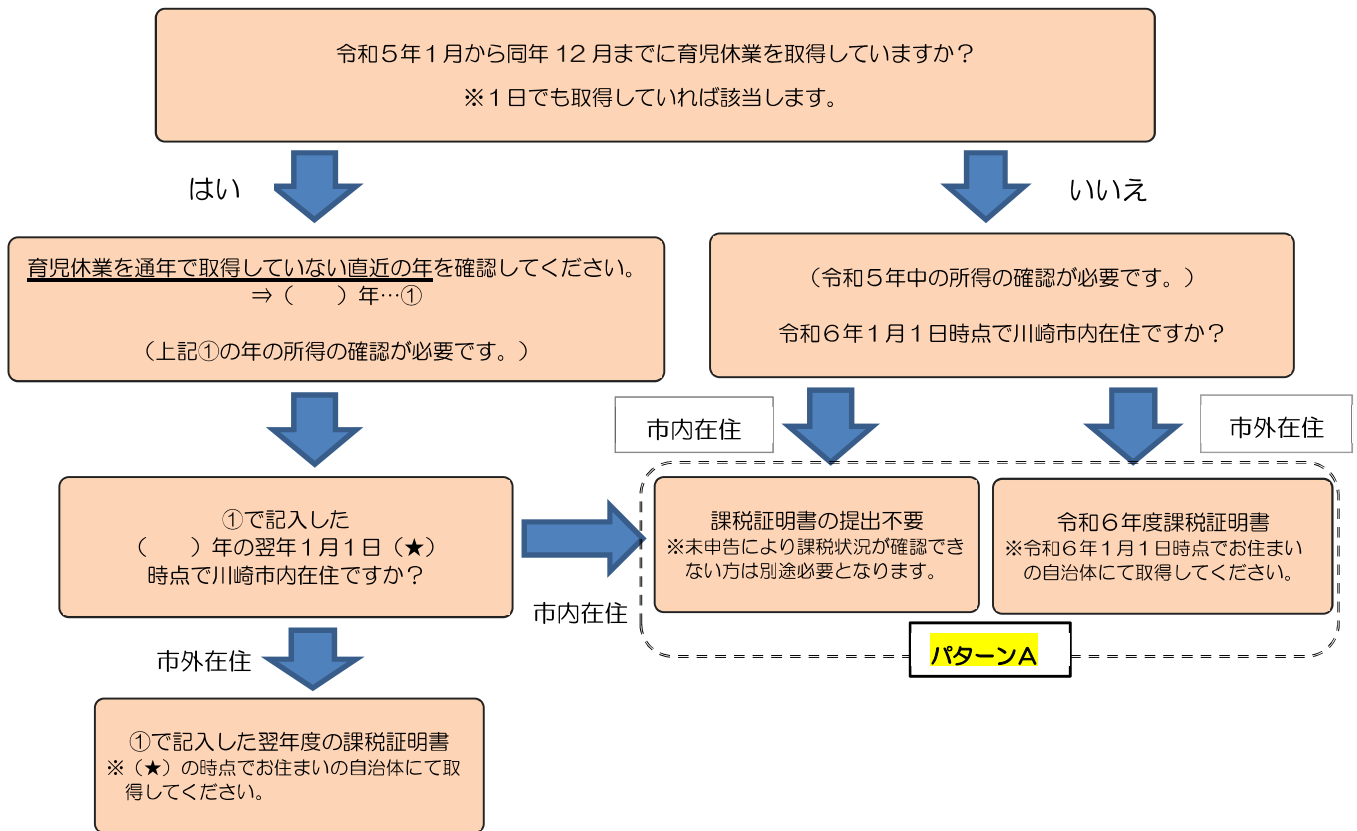 令和５年１月から同年 12 月までに育児休業を取得していますか？
※１日でも取得していれば該当します。
はい
いいえ
育児休業を通年で取得していない直近の年を確認してください。
⇒（　　）年…①
（上記①の年の所得の確認が必要です。）
（令和５年中の所得の確認が必要です。）
令和６年１月１日時点で川崎市内在住ですか？
市内在住
市外在住
①で記入した
（　　）年の翌年１月１日（★）
時点で川崎市内在住ですか？
市内在住
課税証明書の提出不要
※未申告により課税状況が確認でき
ない方は別途必要となります。
令和６年度課税証明書
※令和６年１月１日時点でお住まい
の自治体にて取得してください。
パターンＡ
市外在住
①で記入した翌年度の課税証明書
※（★）の時点でお住まいの自治体にて取
得してください。